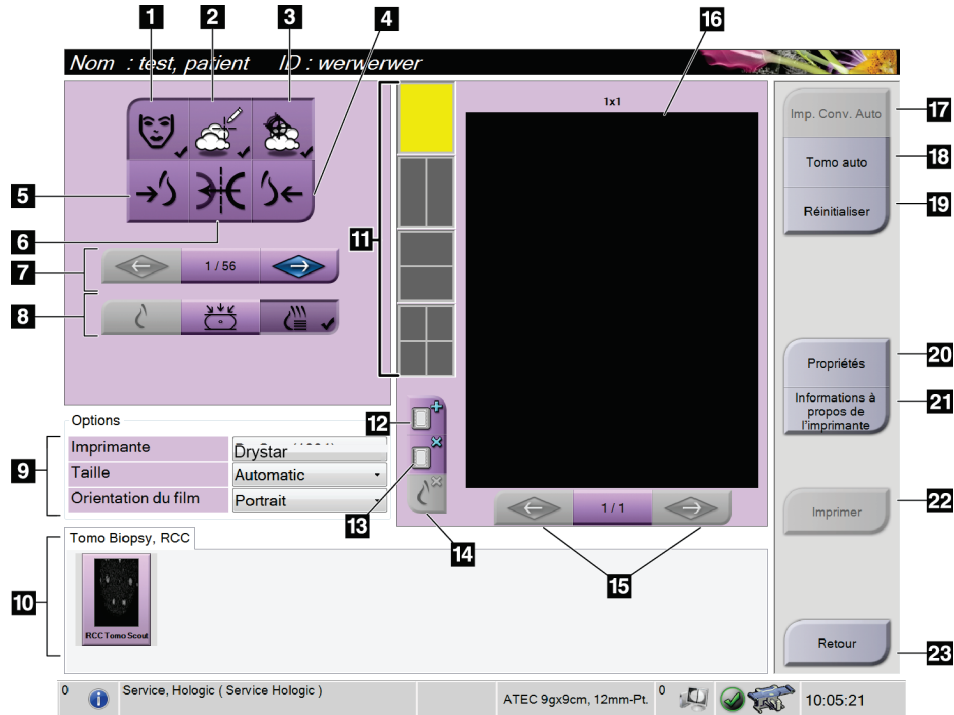 1
2
3
4
16
Nom : test, patient ID : werwerwer
1x1
Imp. Conv. Auto
17
Tomo auto
18
5
Réinitialiser
19
6
11
7
1 / 56
8
Propriétés
20
Informations à
propos de
l'imprimante
21
Options
12
9
Imprimante
Drystar
Taille
Automatic
Orientation du film
Portrait
13
14
1 / 1
15
Imprimer
22
Tomo Biopsy, RCC
10
RCC Tomo Scout
Retour
23
0
Service, Hologic ( Service Hologic )
ATEC 9gx9cm, 12mm-Pt.
0
10:05:21